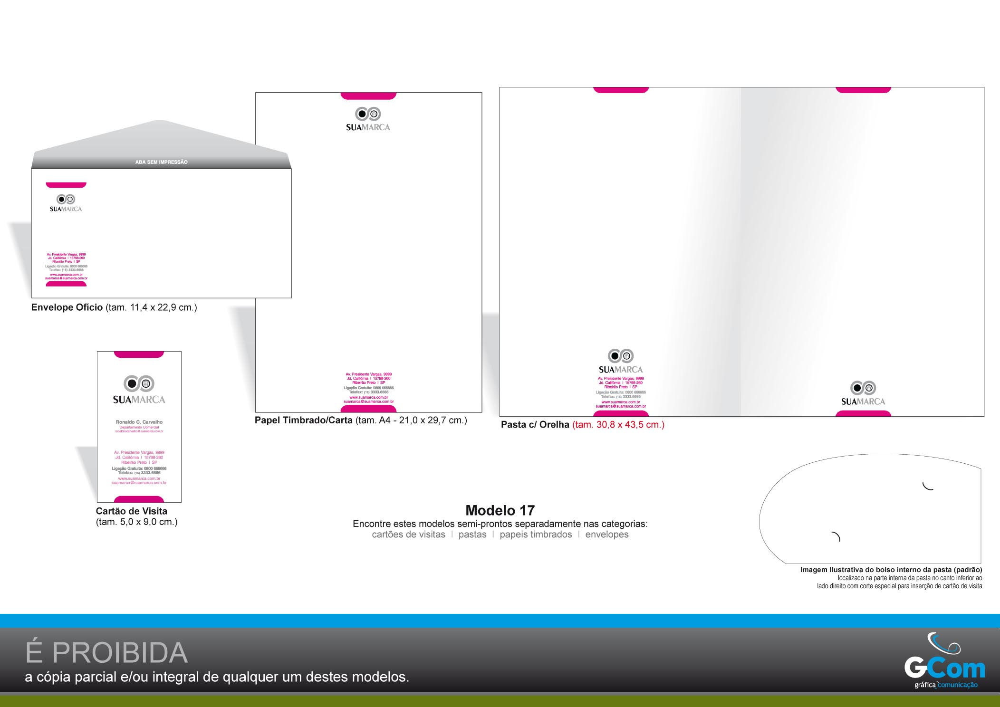 ABA SEM IMPRESSÃO
SUAMARCA
Av. Presidente Vargas, 9999
Jd. Califórnia | 15798-260
Ribeirão Preto | SP
Ligação Gratuita: 0800 666666
Telefax: (16) 3333.6666
www.suamarca.com.br
suamarca@suamarca.com.br
Envelope Ofício (tam. 11,4 x 22,9 cm.)
SUAMARCA
Av. Presidente Vargas, 9999
Jd. Califórnia | 15798-260
Ribeirão Preto | SP
Ligação Gratuita: 0800 666666
Telefax: (16) 3333.6666
www.suamarca.com.br
suamarca@suamarca.com.br
Papel Timbrado/Carta (tam. A4 - 21,0 x 29,7 cm.)
SUAMARCA
Av. Presidente Vargas, 9999
Jd. Califórnia | 15798-260
Ribeirão Preto | SP
Ligação Gratuita: 0800 666666
Telefax: (16) 3333.6666
www.suamarca.com.br
suamarca@suamarca.com.br
SUAMARCA
Pasta c/ Orelha (tam. 30,8 x 43,5 cm.)
SUAMARCA
Ronaldo C. Carvalho
Departamento Comercial
ronaldoccarvalho@suamarca.com.br
Av. Presidente Vargas, 9999
Jd. Califórnia | 15798-260
Ribeirão Preto | SP
Ligação Gratuita: 0800 666666
Telefax: (16) 3333.6666
www.suamarca.com.br
suamarca@suamarca.com.br
Cartão de Visita
(tam. 5,0 x 9,0 cm.)
Modelo 17
Encontre estes modelos semi-prontos separadamente nas categorias:
cartões de visitas | pastas | papeis timbrados | envelopes
Imagem Ilustrativa do bolso interno da pasta (padrão)
localizado na parte interna da pasta no canto inferior ao
lado direito com corte especial para inserção de cartão de visita
É PROIBIDA
a cópia parcial e/ou integral de qualquer um destes modelos.
GCom
gráfica comunicação